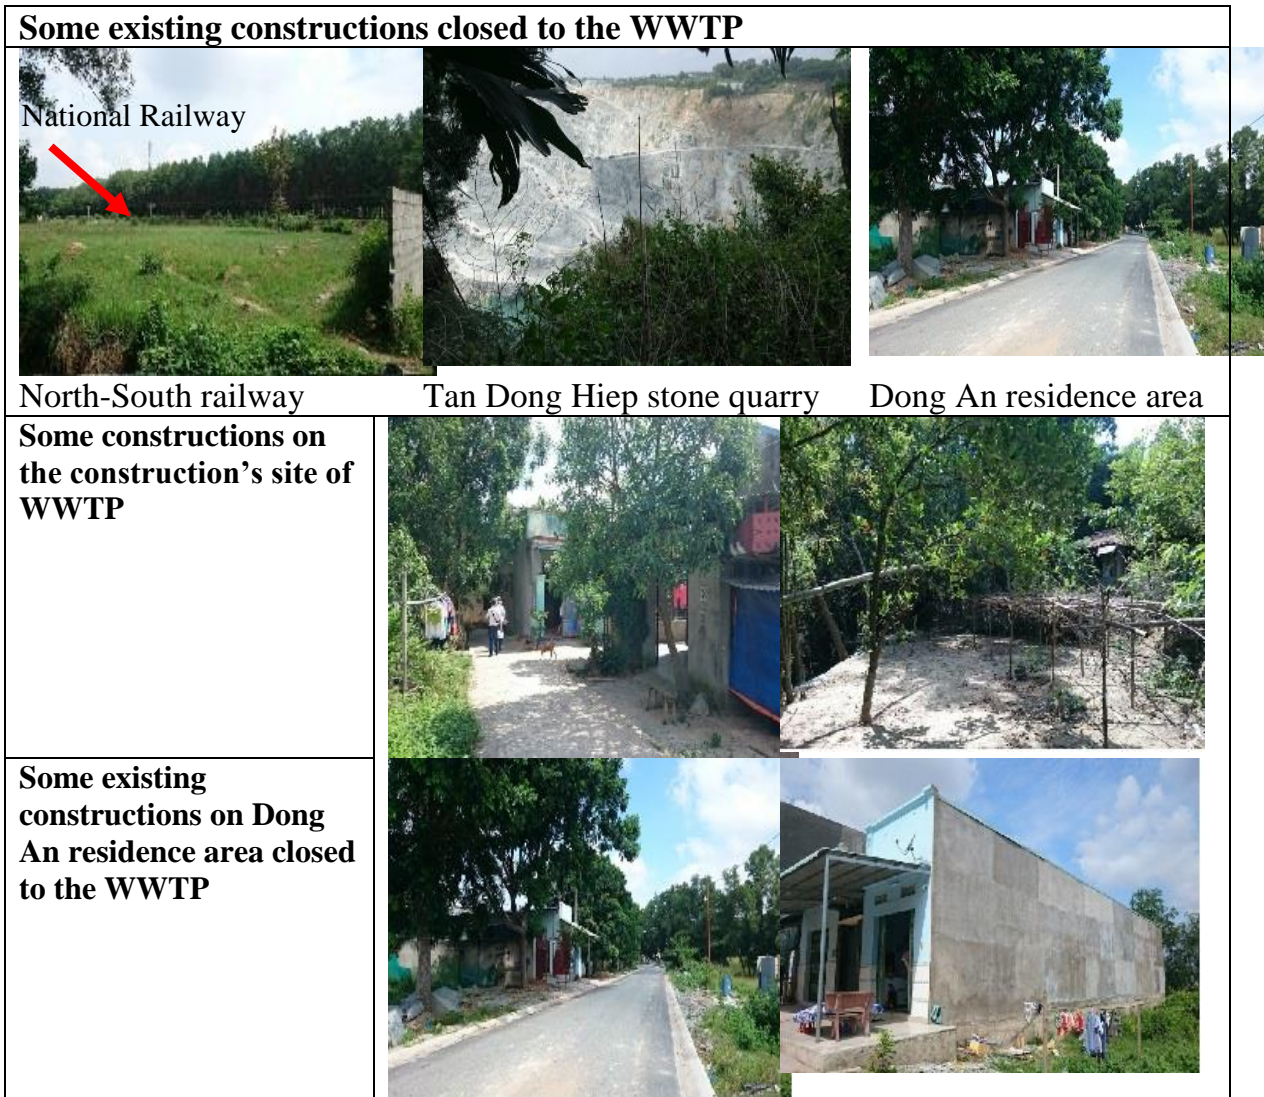 Some existing constructions closed to the WWTP
National Railway
North-South railway
Tan Dong Hiep stone quarry
Dong An residence area
Some constructions on
the construction’s site of
WWTP
Some existing
constructions on Dong
An residence area closed
to the WWTP